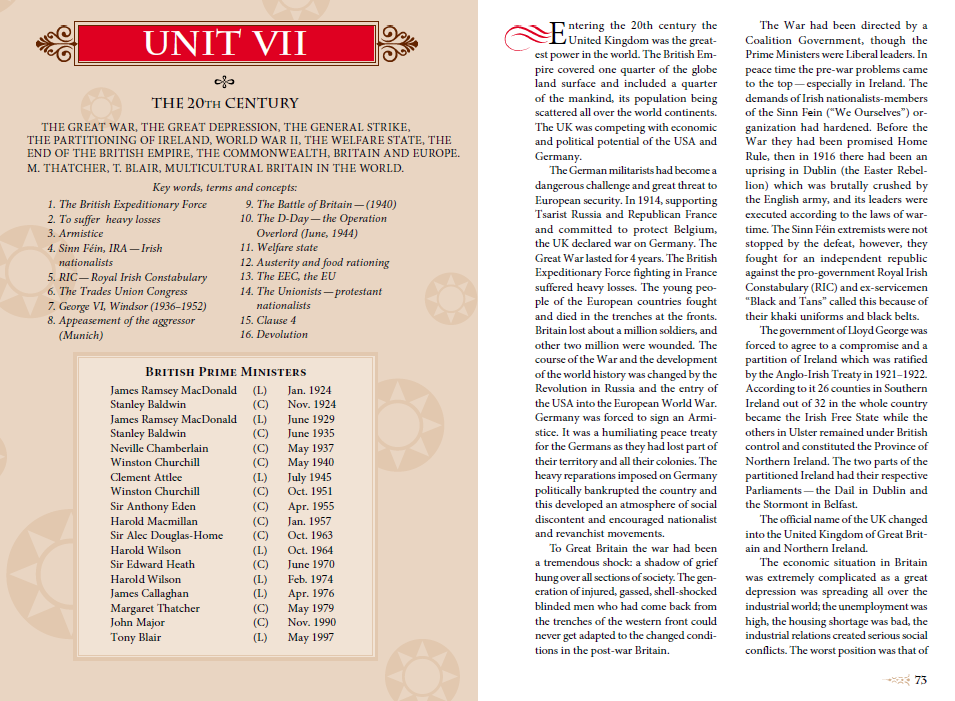 UNIT VII
THE 20TH CENTURY
THE GREAT WAR, THE GREAT DEPRESSION, THE GENERAL STRIKE,
THE PARTITIONING OF IRELAND, WORLD WAR II, THE WELFARE STATE, THE
END OF THE BRITISH EMPIRE, THE COMMONWEALTH, BRITAIN AND EUROPE.
M. THATCHER, T. BLAIR, MULTICULTURAL BRITAIN IN THE WORLD.
Key words, terms and concepts:
1. The British Expeditionary Force
2. To suffer heavy losses
3. Armistice
4. Sinn Féin, IRA — Irish
nationalists
5. RIC — Royal Irish Constabulary
6. The Trades Union Congress
7. George VI, Windsor (1936–1952)
8. Appeasement of the aggressor
(Munich)
9. The Battle of Britain — (1940)
10. The D-Day — the Operation
Overlord (June, 1944)
11. Welfare state
12. Austerity and food rationing
13. The EEC, the EU
14. The Unionists — protestant
nationalists
15. Clause 4
16. Devolution
BRITISH PRIME MINISTERS
James Ramsey MacDonald (L) Jan. 1924
Stanley Baldwin (C) Nov. 1924
James Ramsey MacDonald (L) June 1929
Stanley Baldwin (C) June 1935
Neville Chamberlain (C) May 1937
Winston Churchill (C) May 1940
Clement Attlee (L) July 1945
Winston Churchill (C) Oct. 1951
Sir Anthony Eden (C) Apr. 1955
Harold Macmillan (C) Jan. 1957
Sir Alec Douglas-Home (C) Oct. 1963
Harold Wilson (L) Oct. 1964
Sir Edward Heath (C) June 1970
Harold Wilson (L) Feb. 1974
James Callaghan (L) Apr. 1976
Margaret Thatcher (C) May 1979
John Major (C) Nov. 1990
Tony Blair (L) May 1997
Entering the 20th century the
United Kingdom was the great-
est power in the world. The British Em-
pire covered one quarter of the globe
land surface and included a quarter
of the mankind, its population being
scattered all over the world continents.
The UK was competing with economic
and political potential of the USA and
Germany.
The German militarists had become a
dangerous challenge and great threat to
European security. In 1914, supporting
Tsarist Russia and Republican France
and committed to protect Belgium,
the UK declared war on Germany. The
Great War lasted for 4 years. The British
Expeditionary Force fighting in France
suffered heavy losses. The young peo-
ple of the European countries fought
and died in the trenches at the fronts.
Britain lost about a million soldiers, and
other two million were wounded. The
course of the War and the development
of the world history was changed by the
Revolution in Russia and the entry of
the USA into the European World War.
Germany was forced to sign an Armi-
stice. It was a humiliating peace treaty
for the Germans as they had lost part of
their territory and all their colonies. The
heavy reparations imposed on Germany
politically bankrupted the country and
this developed an atmosphere of social
discontent and encouraged nationalist
and revanchist movements.
To Great Britain the war had been
a tremendous shock: a shadow of grief
hung over all sections of society. The gen-
eration of injured, gassed, shell-shocked
blinded men who had come back from
the trenches of the western front could
never get adapted to the changed condi-
tions in the post-war Britain.
The War had been directed by a
Coalition Government, though the
Prime Ministers were Liberal leaders. In
peace time the pre-war problems came
to the top — especially in Ireland. The
demands of Irish nationalists-members
of the Sinn Fein (“We Ourselves”) or-
ganization had hardened. Before the
War they had been promised Home
Rule, then in 1916 there had been an
uprising in Dublin (the Easter Rebel-
lion) which was brutally crushed by
the English army, and its leaders were
executed according to the laws of war-
time. The Sinn Féin extremists were not
stopped by the defeat, however, they
fought for an independent republic
against the pro-government Royal Irish
Constabulary (RIC) and ex-servicemen
“Black and Tans” called this because of
their khaki uniforms and black belts.
The government of Lloyd George was
forced to agree to a compromise and a
partition of Ireland which was ratified
by the Anglo-Irish Treaty in 1921–1922.
According to it 26 counties in Southern
Ireland out of 32 in the whole country
became the Irish Free State while the
others in Ulster remained under British
control and constituted the Province of
Northern Ireland. The two parts of the
partitioned Ireland had their respective
Parliaments — the Dail in Dublin and
the Stormont in Belfast.
The official name of the UK changed
into the United Kingdom of Great Brit-
ain and Northern Ireland.
The economic situation in Britain
was extremely complicated as a great
depression was spreading all over the
industrial world; the unemployment was
high, the housing shortage was bad, the
industrial relations created serious social
conflicts. The worst position was that of
73